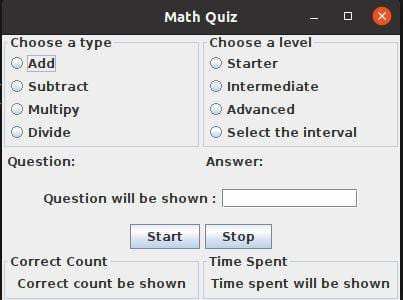 Math Quiz
Choose a type
Choose a level
Add
Starter
Subtract
Intermediate
Multipy
Advanced
Divide
Select the interval
Question:
Answer:
Question will be shown :
Start
Stop
Correct Count
Time Spent
Correct count be shown
Time spent will be shown